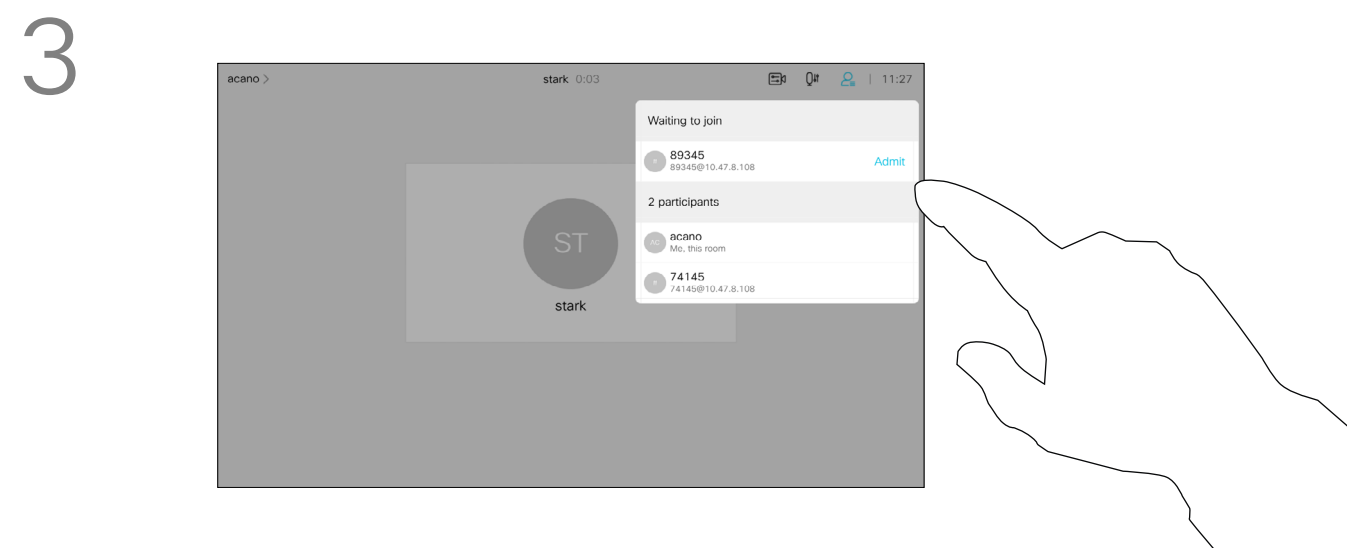 3
acano > stark 0:03 | 11:27
Waiting to join
89345 Admit
89345@10.47.8.108
2 participants
AC acano
Me, this room
74145
74145@10.47.8.108
ST
stark